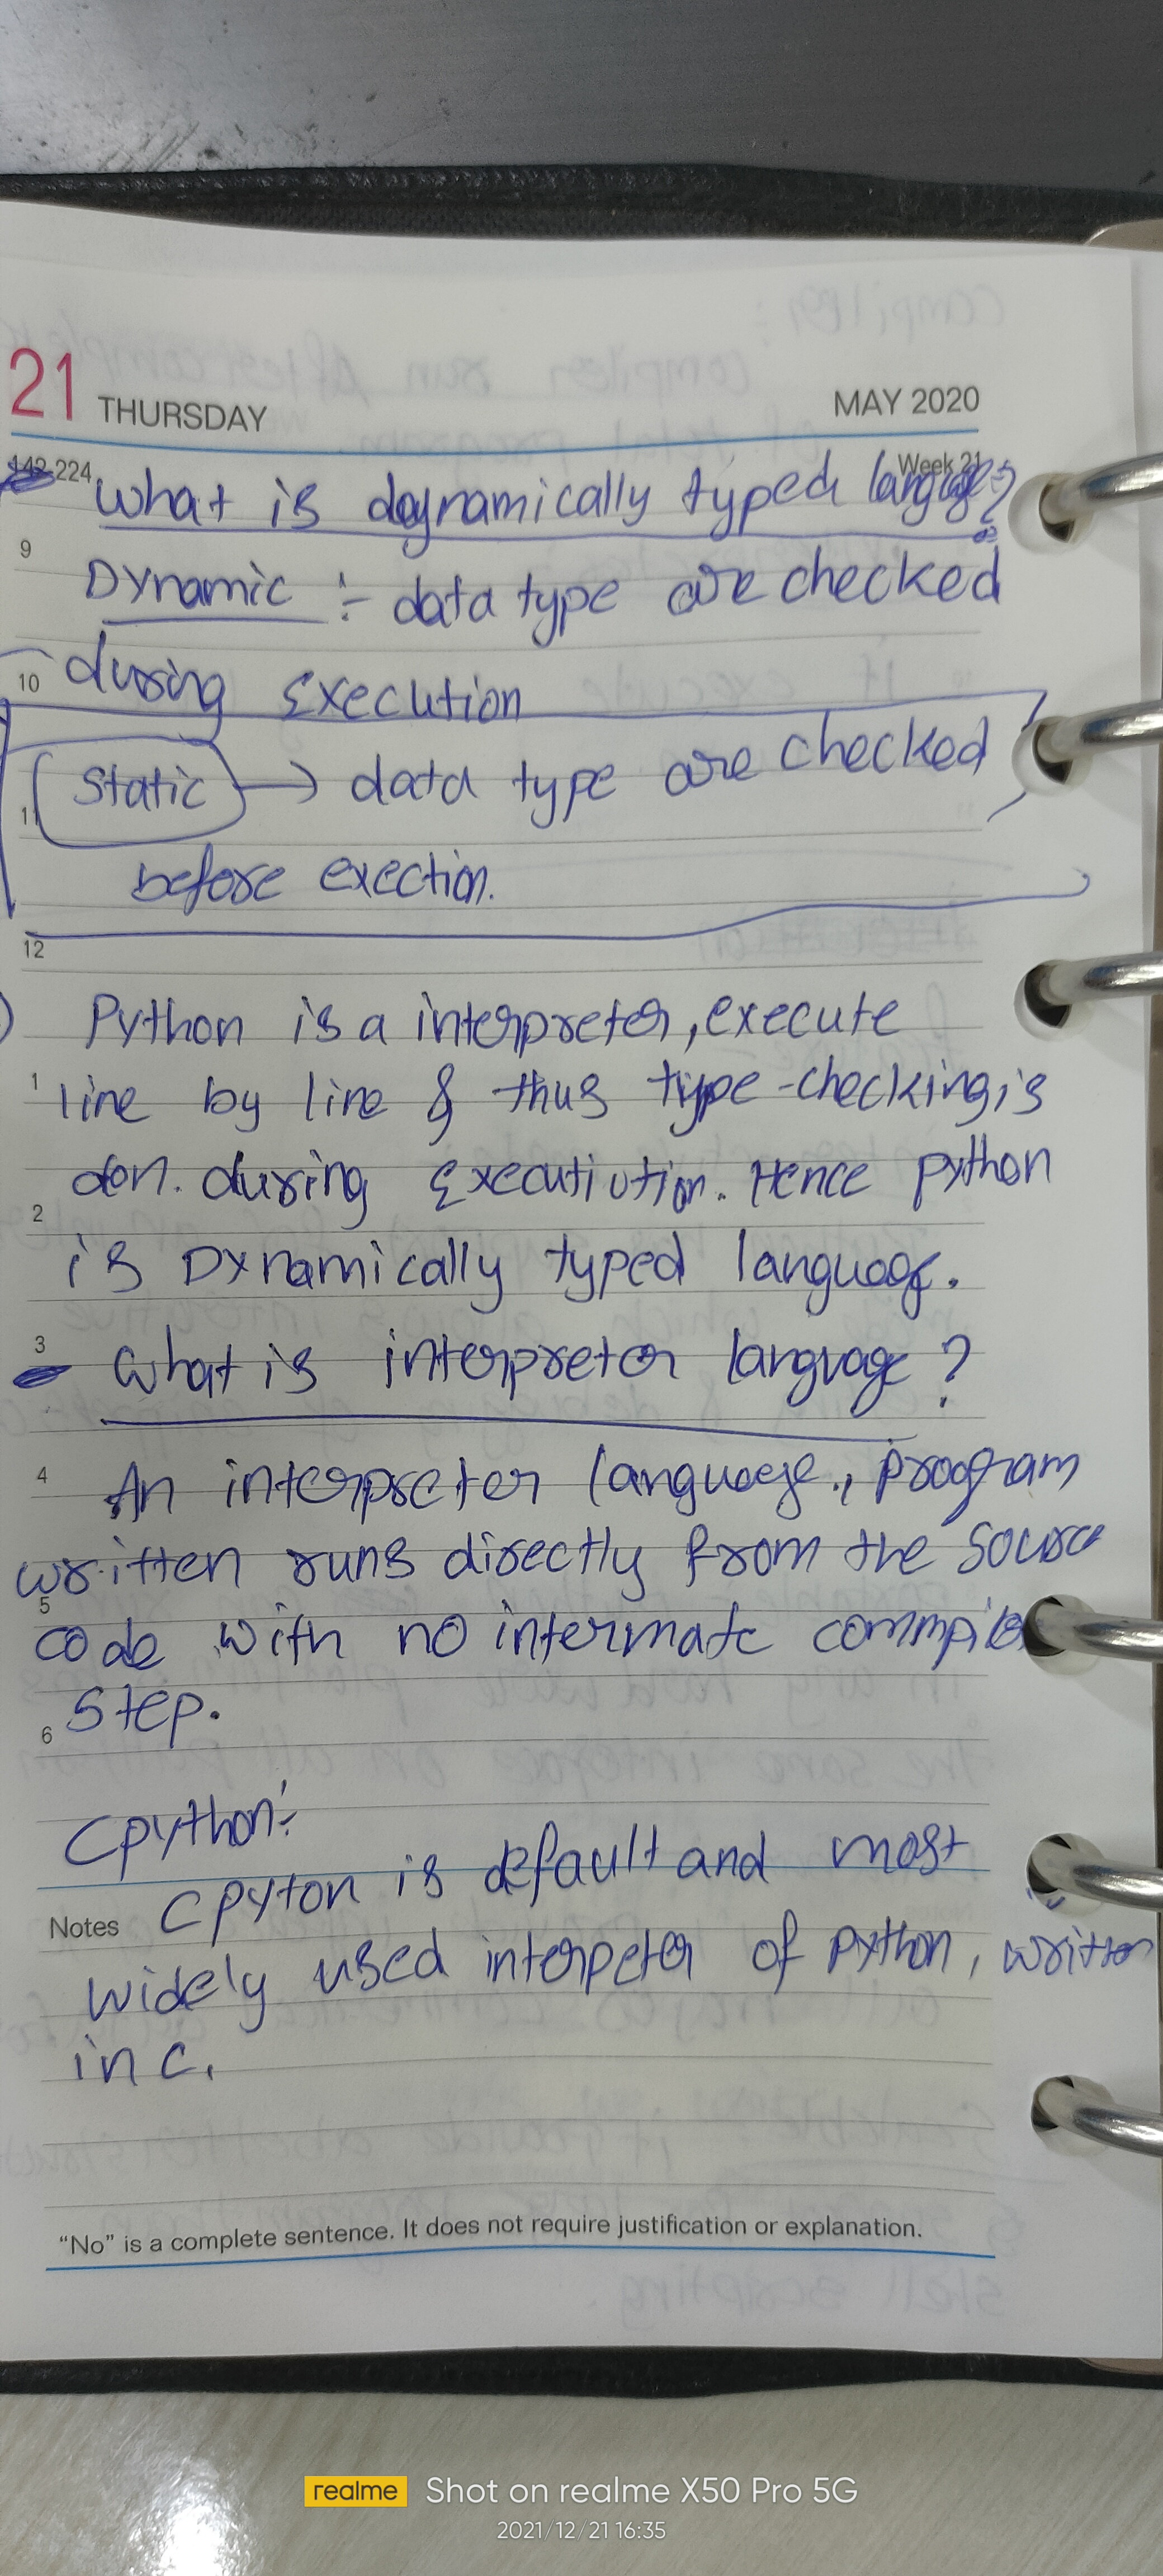 21 THURSDAY MAY 2020
142-224 Week 21
What is dynamically typed language?
9
Dynamic :- data type are checked
10 during Execution
Static → data type are checked
11
before exection.
12
Python is a interpreter, execute
1 line by line & thus type-checking is
don. during Executiution. Hence python
2
is Dynamically typed language.
3
What is interpreter language?
4 An interpreter language, program
written runs directly from the source
5
code with no intermate commpiler
6 step.
Cpython:-
Cpyton is default and most
Notes
widely used interpeter of python, written
in C.
“No” is a complete sentence. It does not require justification or explanation.
realme Shot on realme X50 Pro 5G
2021/12/21 16:35